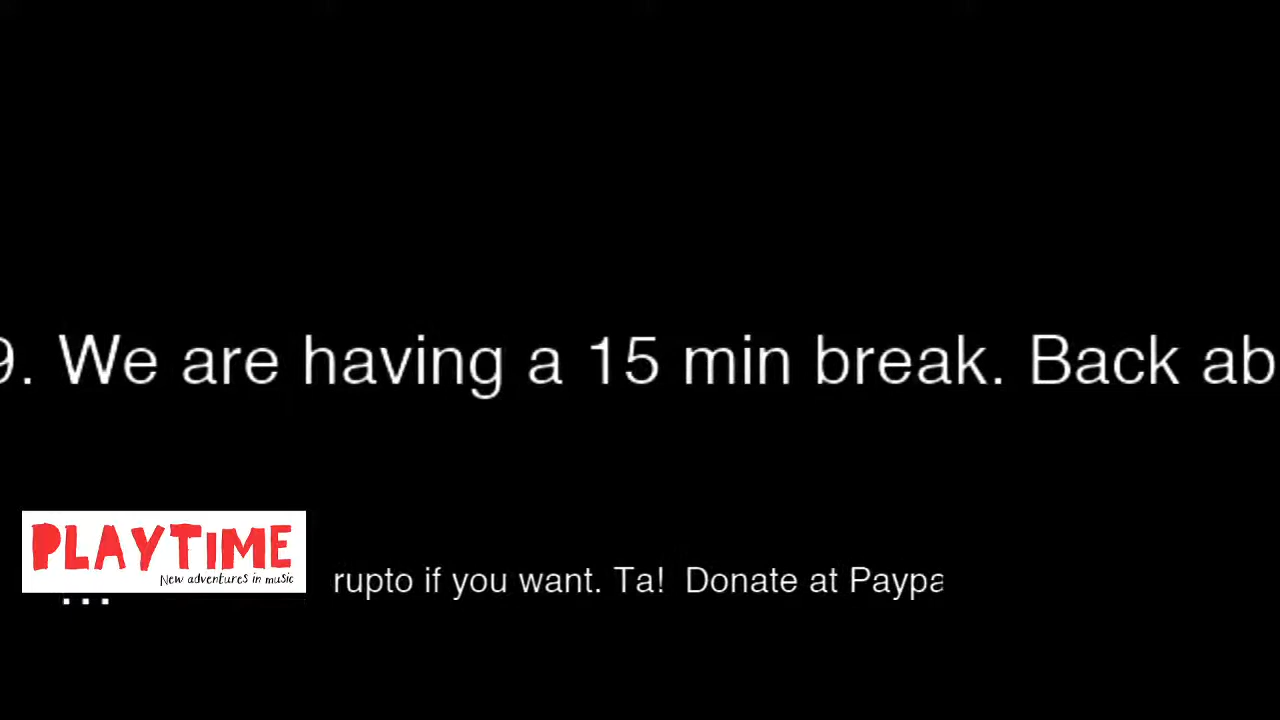 9. We are having a 15 min break. Back ab
PLAYTIME
New adventures in music
rupto if you want. Ta! Donate at Paypa
...